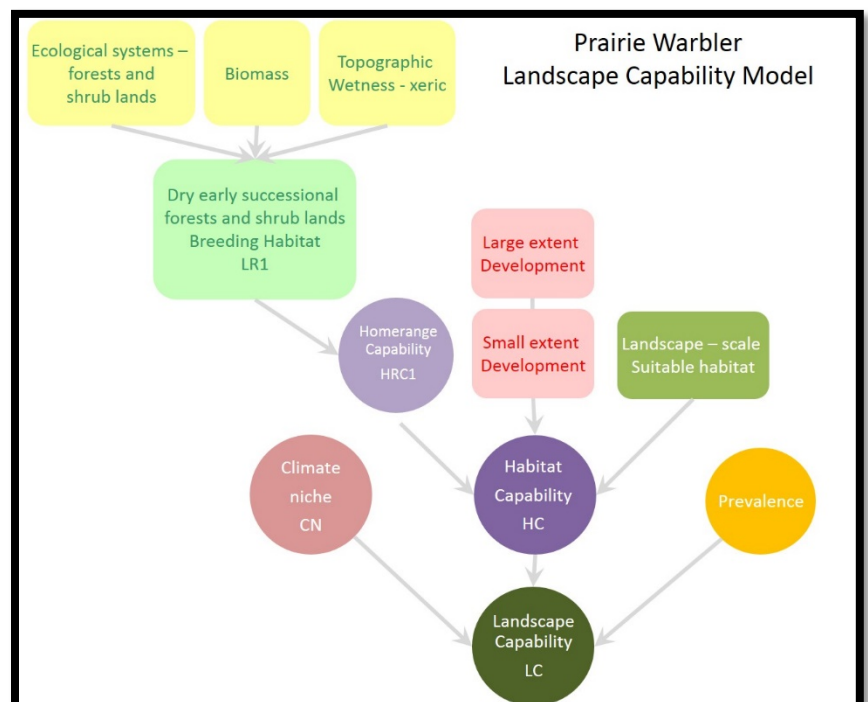 Prairie Warbler
Landscape Capability Model
Ecological systems –
forests and
shrub lands
Biomass
Topographic
Wetness - xeric
Dry early successional
forests and shrub lands
Breeding Habitat
LR1
Large extent
Development
Homerange
Capability
HRC1
Small extent
Development
Landscape – scale
Suitable habitat
Climate
niche
CN
Habitat
Capability
HC
Prevalence
Landscape
Capability
LC